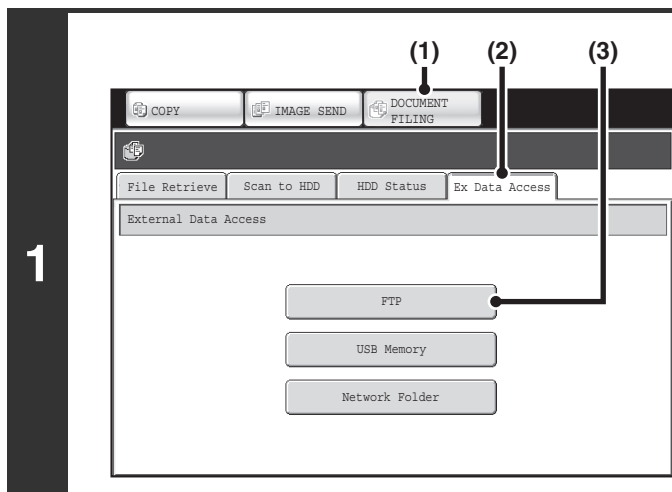 1
(1) (2) (3)
COPY IMAGE SEND DOCUMENT
FILING
File Retrieve Scan to HDD HDD Status Ex Data Access
External Data Access
FTP
USB Memory
Network Folder